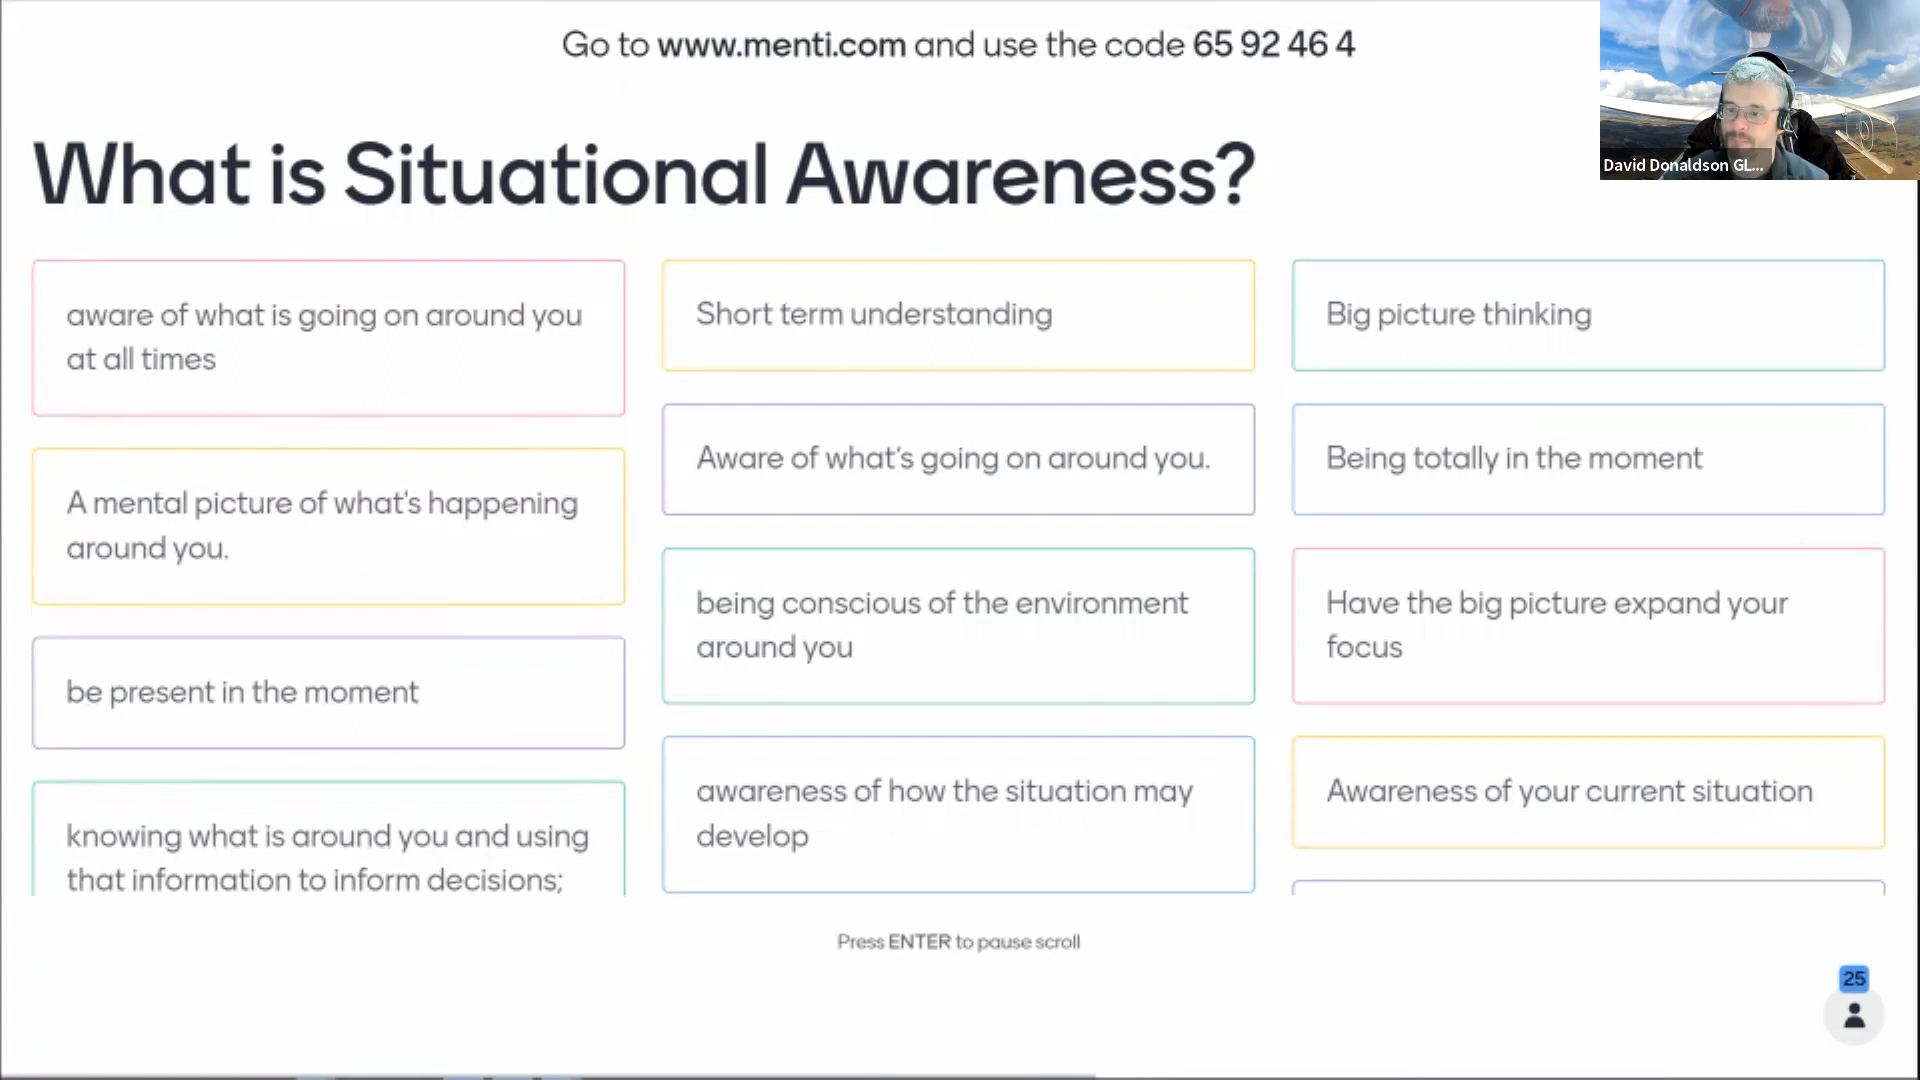 Go to www.menti.com and use the code 65 92 46 4
David Donaldson GL...
What is Situational Awareness?
aware of what is going on around you
at all times
A mental picture of what's happening
around you.
be present in the moment
knowing what is around you and using
that information to inform decisions;
Short term understanding
Aware of what's going on around you.
being conscious of the environment
around you
awareness of how the situation may
develop
Big picture thinking
Being totally in the moment
Have the big picture expand your
focus
Awareness of your current situation
Press ENTER to pause scroll
25